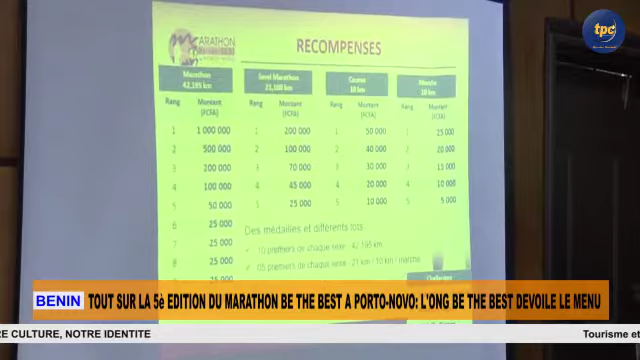 tpc
MARATHON
RECOMPENSES
Marathon
42,195 km
Semi Marathon
21,100 km
Course
10 km
Marche
10 km
Rang Montant (FCFA)
Rang Montant (FCFA)
Rang Montant (FCFA)
Rang Montant (FCFA)
1 1 000 000 1 200 000 1 50 000 1 25 000
2 500 000 2 100 000 2 40 000 2 20 000
3 200 000 3 70 000 3 30 000 3 15 000
4 100 000 4 45 000 4 20 000 4 10 000
5 50 000 5 25 000 5 10 000 5 5 000
6 25 000
7 25 000
8 25 000
25 000
Des médailles et différents lots
10 premiers de chaque sexe - 42,195 km
05 premiers de chaque sexe - 21 km / 10 km / marche
BENIN TOUT SUR LA 5è EDITION DU MARATHON BE THE BEST A PORTO-NOVO: L'ONG BE THE BEST DEVOILE LE MENU
RE CULTURE, NOTRE IDENTITE Tourisme et